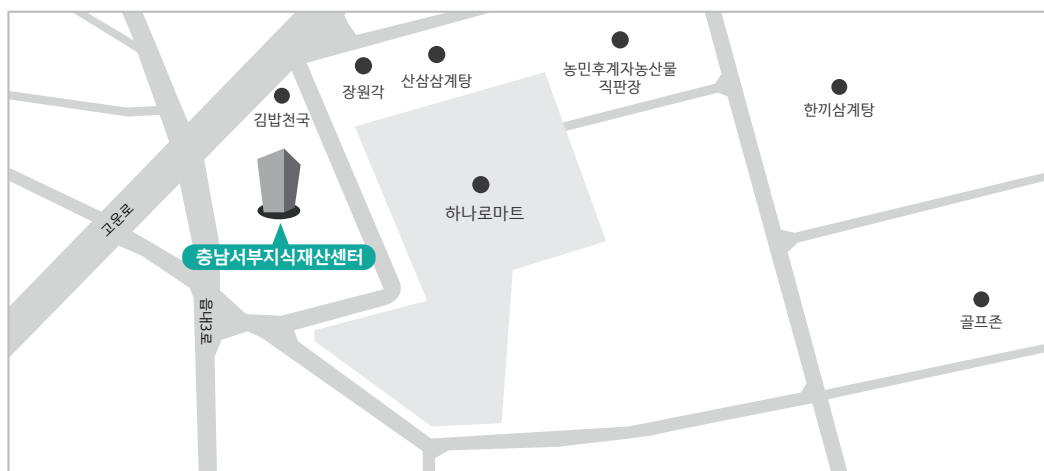 장원각
산삼삼계탕
농민후계자농산물
직판장
한끼삼계탕
김밥천국
하나로마트
고운로
충남서부지식재산센터
읍내3로
골프존